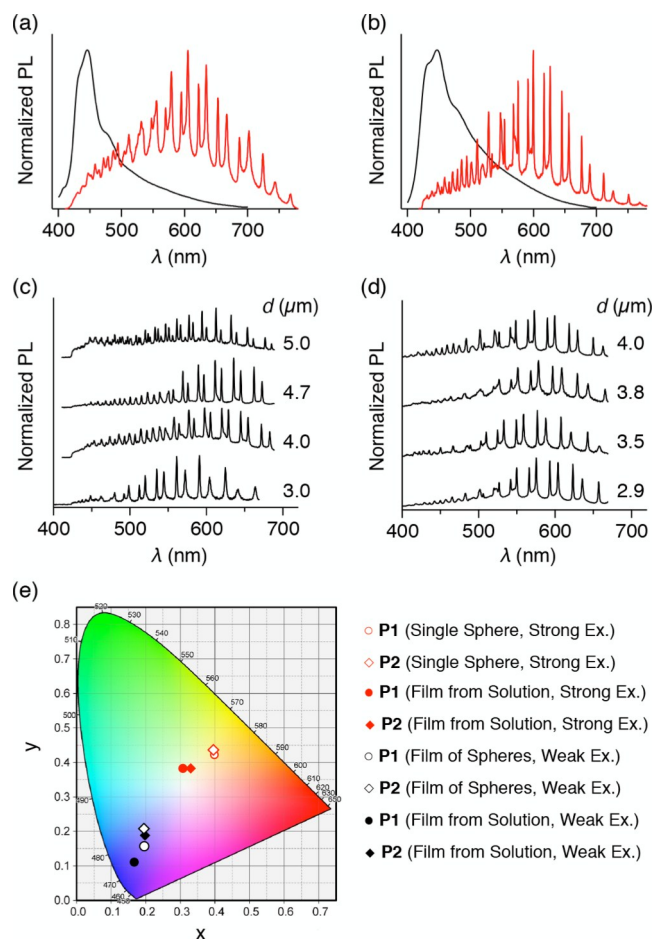 (a)
Normalized PL
400 500 600 700
λ (nm)
(b)
Normalized PL
400 500 600 700
λ (nm)
(c)
Normalized PL
d (μm)
5.0
4.7
4.0
3.0
400 500 600 700
λ (nm)
(d)
Normalized PL
d (μm)
4.0
3.8
3.5
2.9
400 500 600 700
λ (nm)
(e)
y
0.8
0.7
0.6
0.5
0.4
0.3
0.2
0.1
0.0
520
530
540
550
560
570
580
590
600
610
620
630
650
510
500
490
480
470
460
0.0 0.1 0.2 0.3 0.4 0.5 0.6 0.7
x
P1 (Single Sphere, Strong Ex.)
P2 (Single Sphere, Strong Ex.)
P1 (Film from Solution, Strong Ex.)
P2 (Film from Solution, Strong Ex.)
P1 (Film of Spheres, Weak Ex.)
P2 (Film of Spheres, Weak Ex.)
P1 (Film from Solution, Weak Ex.)
P2 (Film from Solution, Weak Ex.)